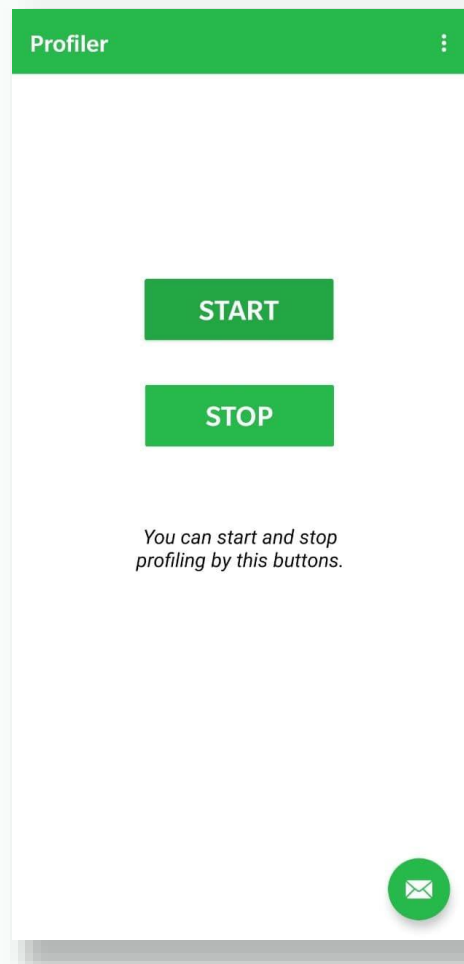 Profiler
START
STOP
You can start and stop
profiling by this buttons.